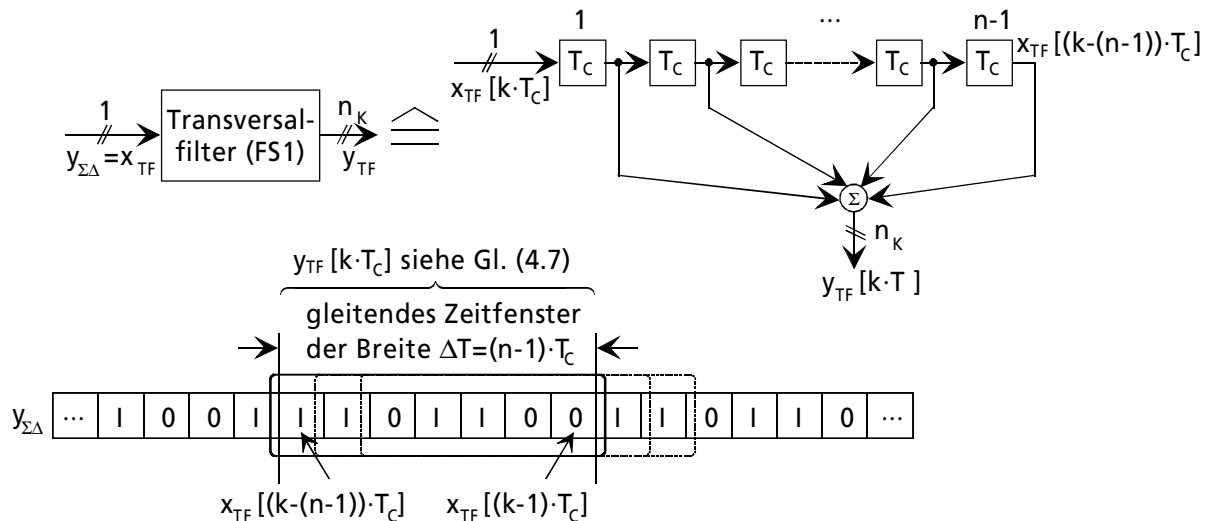 1 ... n-1
1
T_C T_C T_C T_C T_C x_TF [(k-(n-1))·T_C]
x_TF [k·T_C]
1 Transversal- n_K
filter (FS1)
y_ΣΔ=x_TF y_TF
Σ
n_K
y_TF [k·T ]
y_TF [k·T_C] siehe Gl. (4.7)
gleitendes Zeitfenster
der Breite ΔT=(n-1)·T_C
y_ΣΔ ... I 0 0 I I I 0 I I 0 0 I I 0 I I 0 ...
x_TF [(k-(n-1))·T_C] x_TF [(k-1)·T_C]